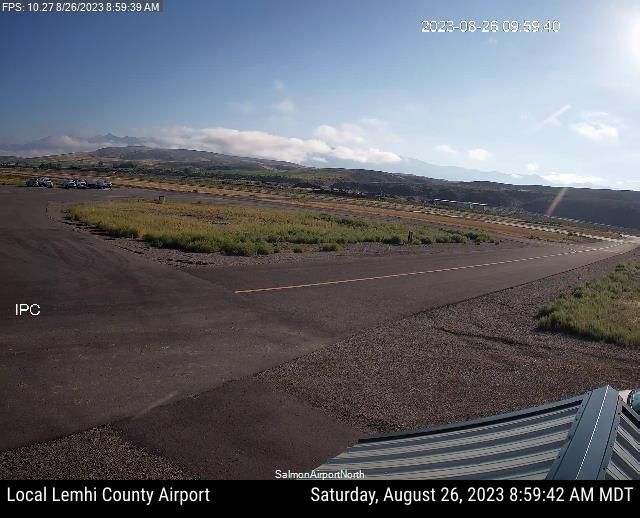 FPS: 10.27 8/26/2023 8:59:39 AM
2023-08-26 09:59:40
IPC
SalmonAirportNorth
Local Lemhi County Airport
Saturday, August 26, 2023 8:59:42 AM MDT